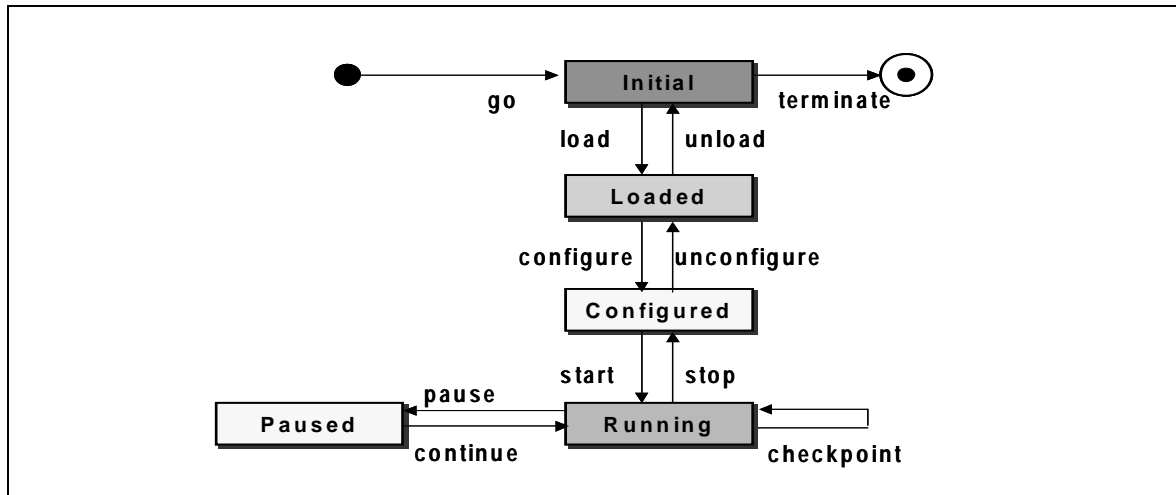 Initial
go
terminate
load
unload
Loaded
configure
unconfigure
Configured
start
stop
pause
Paused
Running
continue
checkpoint